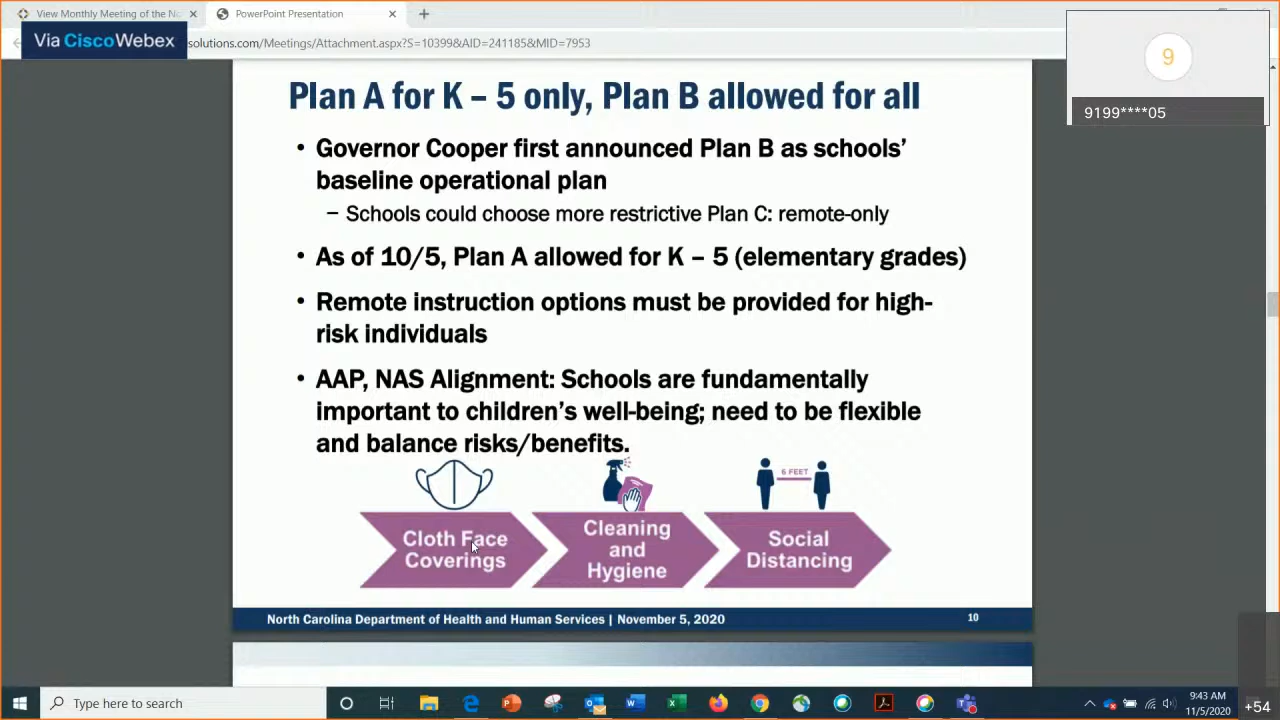 View Monthly Meeting of the No
PowerPoint Presentation
Via CiscoWebex
solutions.com/Meetings/Attachment.aspx?S=10399&AID=241185&MID=7953
9
9199****05
Plan A for K – 5 only, Plan B allowed for all
• Governor Cooper first announced Plan B as schools’
baseline operational plan
– Schools could choose more restrictive Plan C: remote-only
• As of 10/5, Plan A allowed for K – 5 (elementary grades)
• Remote instruction options must be provided for high-
risk individuals
• AAP, NAS Alignment: Schools are fundamentally
important to children’s well-being; need to be flexible
and balance risks/benefits.
6 FEET
Cloth Face
Coverings
Cleaning
and
Hygiene
Social
Distancing
North Carolina Department of Health and Human Services | November 5, 2020
10
Type here to search
9:43 AM
11/5/2020
+54